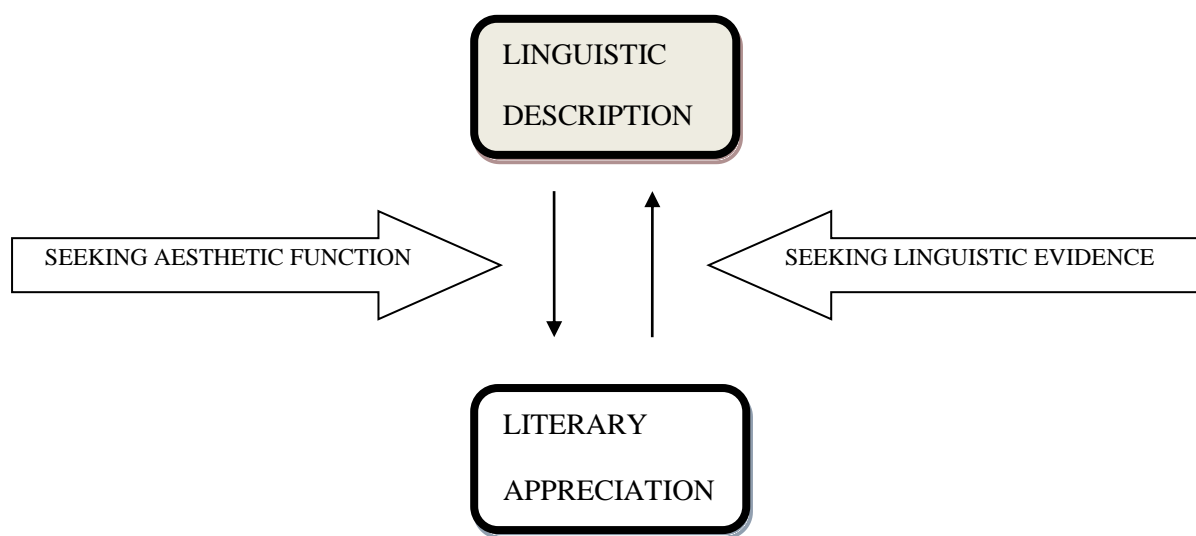 LINGUISTIC
DESCRIPTION
SEEKING AESTHETIC FUNCTION
SEEKING LINGUISTIC EVIDENCE
LITERARY
APPRECIATION